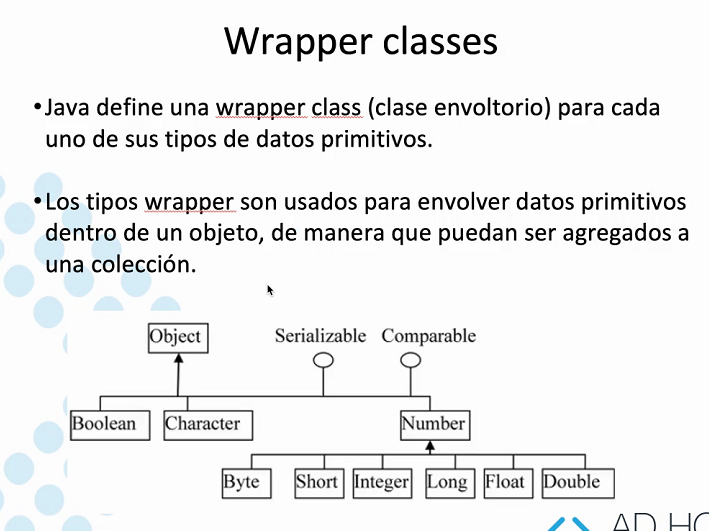 Wrapper classes
•Java define una wrapper class (clase envoltorio) para cada
uno de sus tipos de datos primitivos.
•Los tipos wrapper son usados para envolver datos primitivos
dentro de un objeto, de manera que puedan ser agregados a
una colección.
Object Serializable Comparable
Boolean Character Number
Byte Short Integer Long Float Double
AD HO